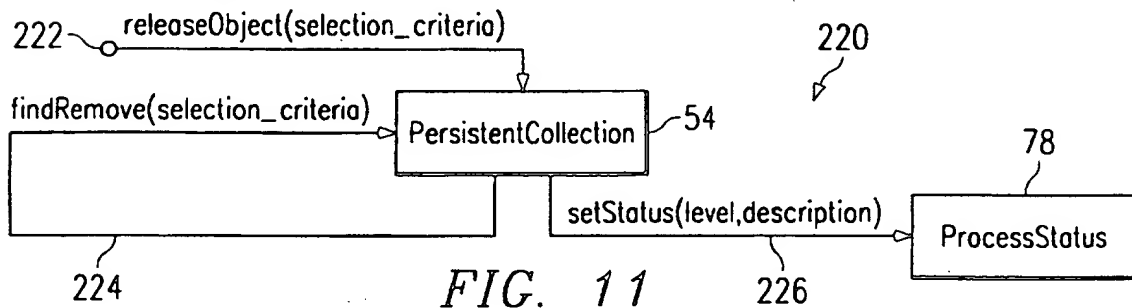 222
releaseObject(selection_criteria)
220
findRemove(selection_criteria)
PersistentCollection
54
78
setStatus(level,description)
ProcessStatus
224
FIG. 11
226